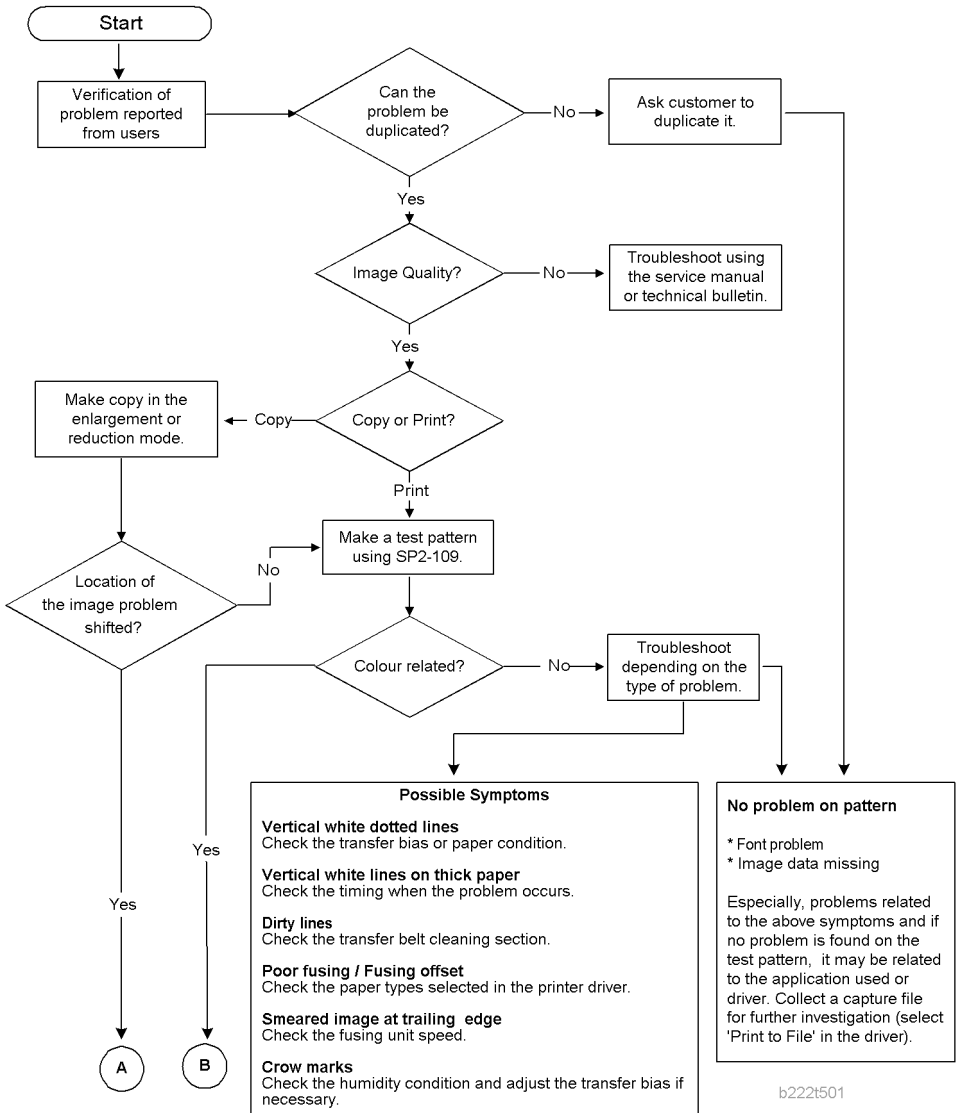 Start
Verification of
problem reported
from users
Can the
problem be
duplicated?
No
Ask customer to
duplicate it.
Yes
Image Quality?
No
Troubleshoot using
the service manual
or technical bulletin.
Yes
Copy or Print?
Copy
Make copy in the
enlargement or
reduction mode.
Print
Make a test pattern
using SP2-109.
No
Location of
the image problem
shifted?
Colour related?
No
Troubleshoot
depending on the
type of problem.
Yes
Yes
A
B
Possible Symptoms
Vertical white dotted lines
Check the transfer bias or paper condition.
Vertical white lines on thick paper
Check the timing when the problem occurs.
Dirty lines
Check the transfer belt cleaning section.
Poor fusing / Fusing offset
Check the paper types selected in the printer driver.
Smeared image at trailing edge
Check the fusing unit speed.
Crow marks
Check the humidity condition and adjust the transfer bias if
necessary.
No problem on pattern
* Font problem
* Image data missing
Especially, problems related
to the above symptoms and if
no problem is found on the
test pattern, it may be related
to the application used or
driver. Collect a capture file
for further investigation (select
'Print to File' in the driver).
b222t501